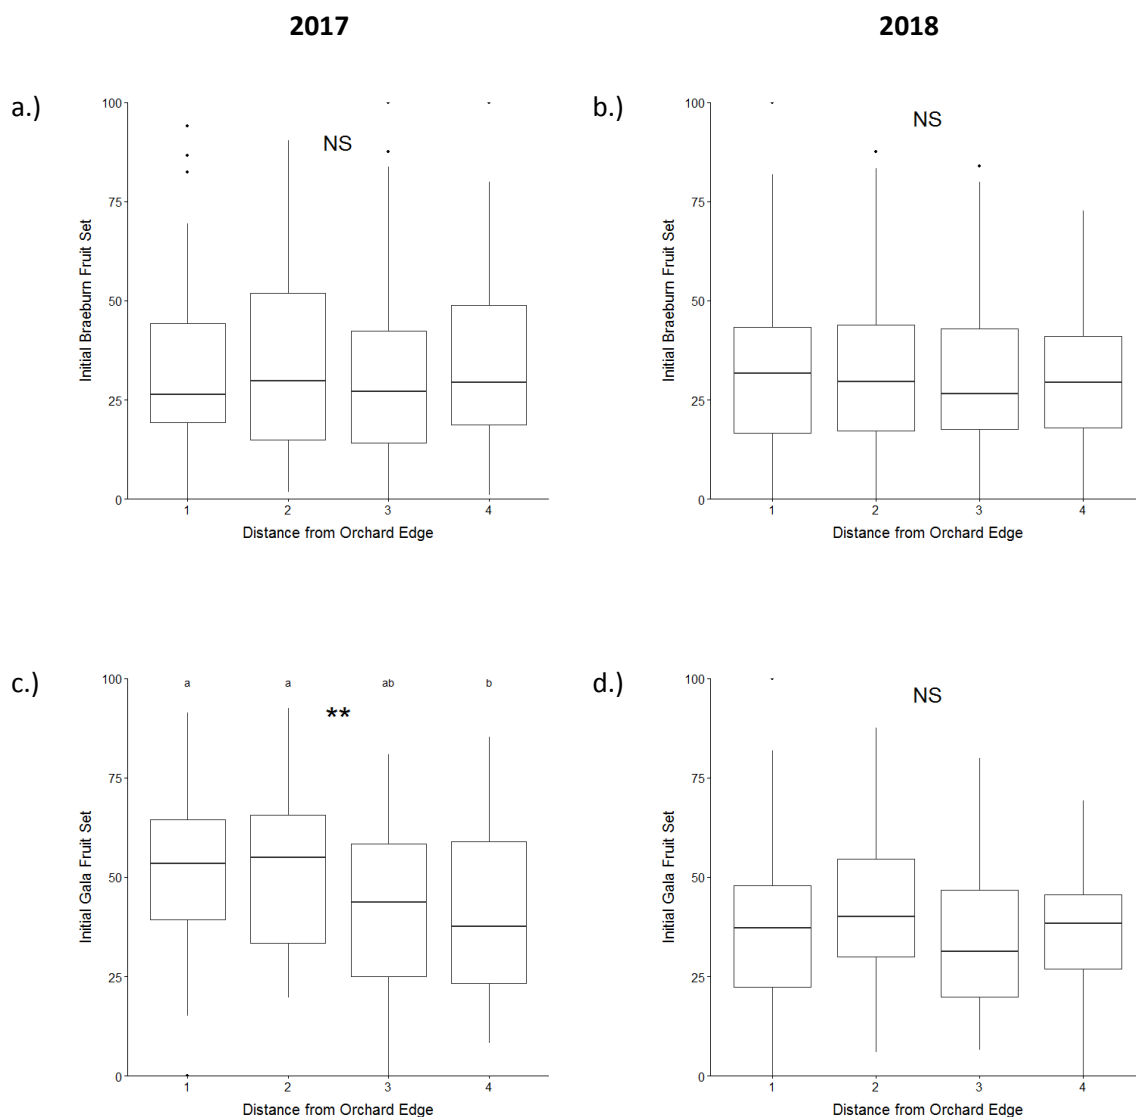 2017
2018
a.)
100
75
50
25
0
Initial Braeburn Fruit Set
NS
1
2
3
4
Distance from Orchard Edge
b.)
100
75
50
25
0
Initial Braeburn Fruit Set
NS
1
2
3
4
Distance from Orchard Edge
c.)
100
75
50
25
0
Initial Gala Fruit Set
a
a
ab
b
**
1
2
3
4
Distance from Orchard Edge
d.)
100
75
50
25
0
Initial Gala Fruit Set
NS
1
2
3
4
Distance from Orchard Edge